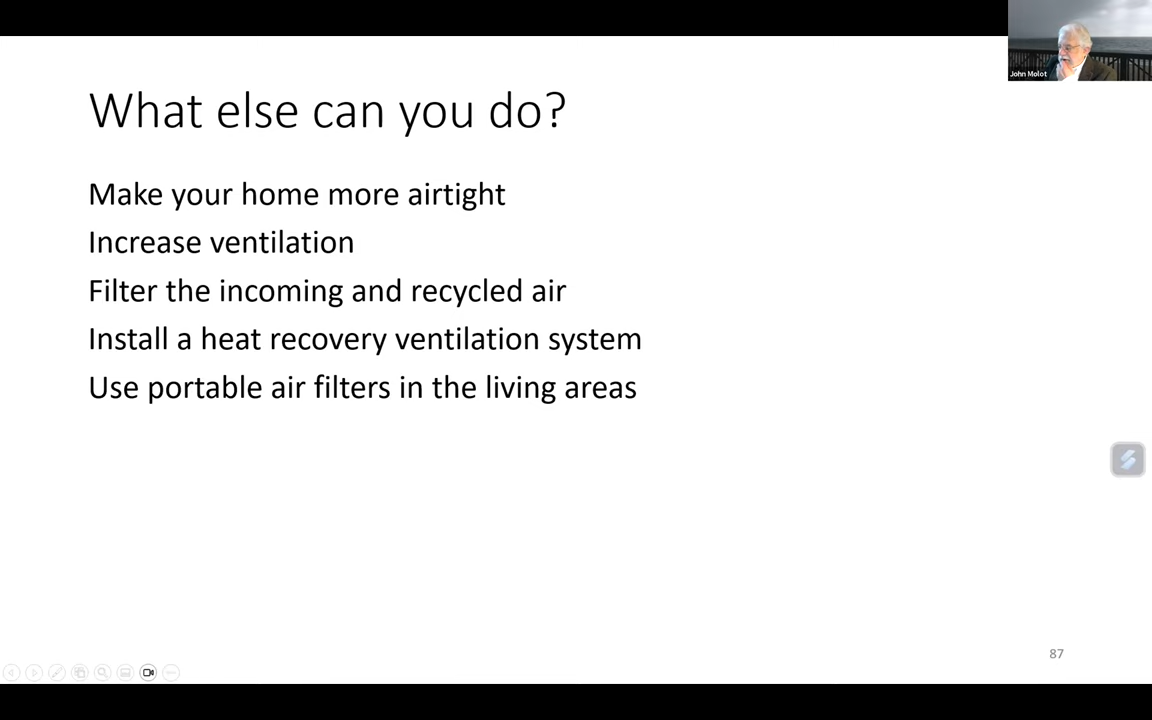 John Molot
What else can you do?
Make your home more airtight
Increase ventilation
Filter the incoming and recycled air
Install a heat recovery ventilation system
Use portable air filters in the living areas
87